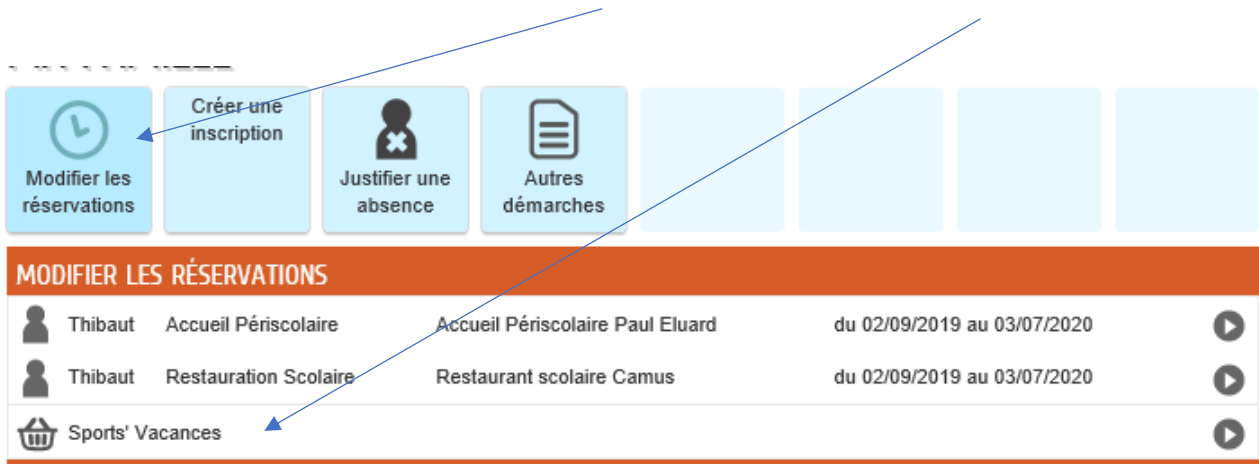 Modifier les
réservations
Créer une
inscription
Justifier une
absence
Autres
démarches
MODIFIER LES RÉSERVATIONS
Thibaut Accueil Périscolaire Accueil Périscolaire Paul Eluard du 02/09/2019 au 03/07/2020
Thibaut Restauration Scolaire Restaurant scolaire Camus du 02/09/2019 au 03/07/2020
Sports' Vacances